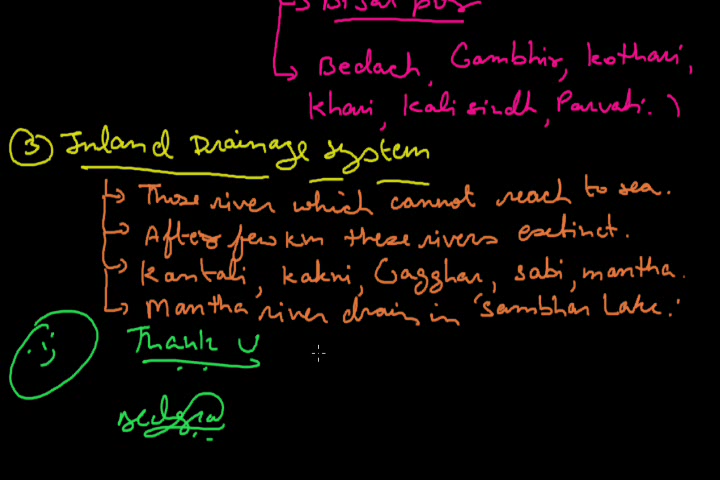 Bedach, Gambhir, kothari,
khari, kali sindh, Parvati.)
③ Inland Drainage system
Those river which cannot reach to sea.
After few km these rivers esctinct.
Kantali, kakni, Gagghar, sabi, mantha.
Mantha river drain in 'Sambhar Lake.'
Thank U